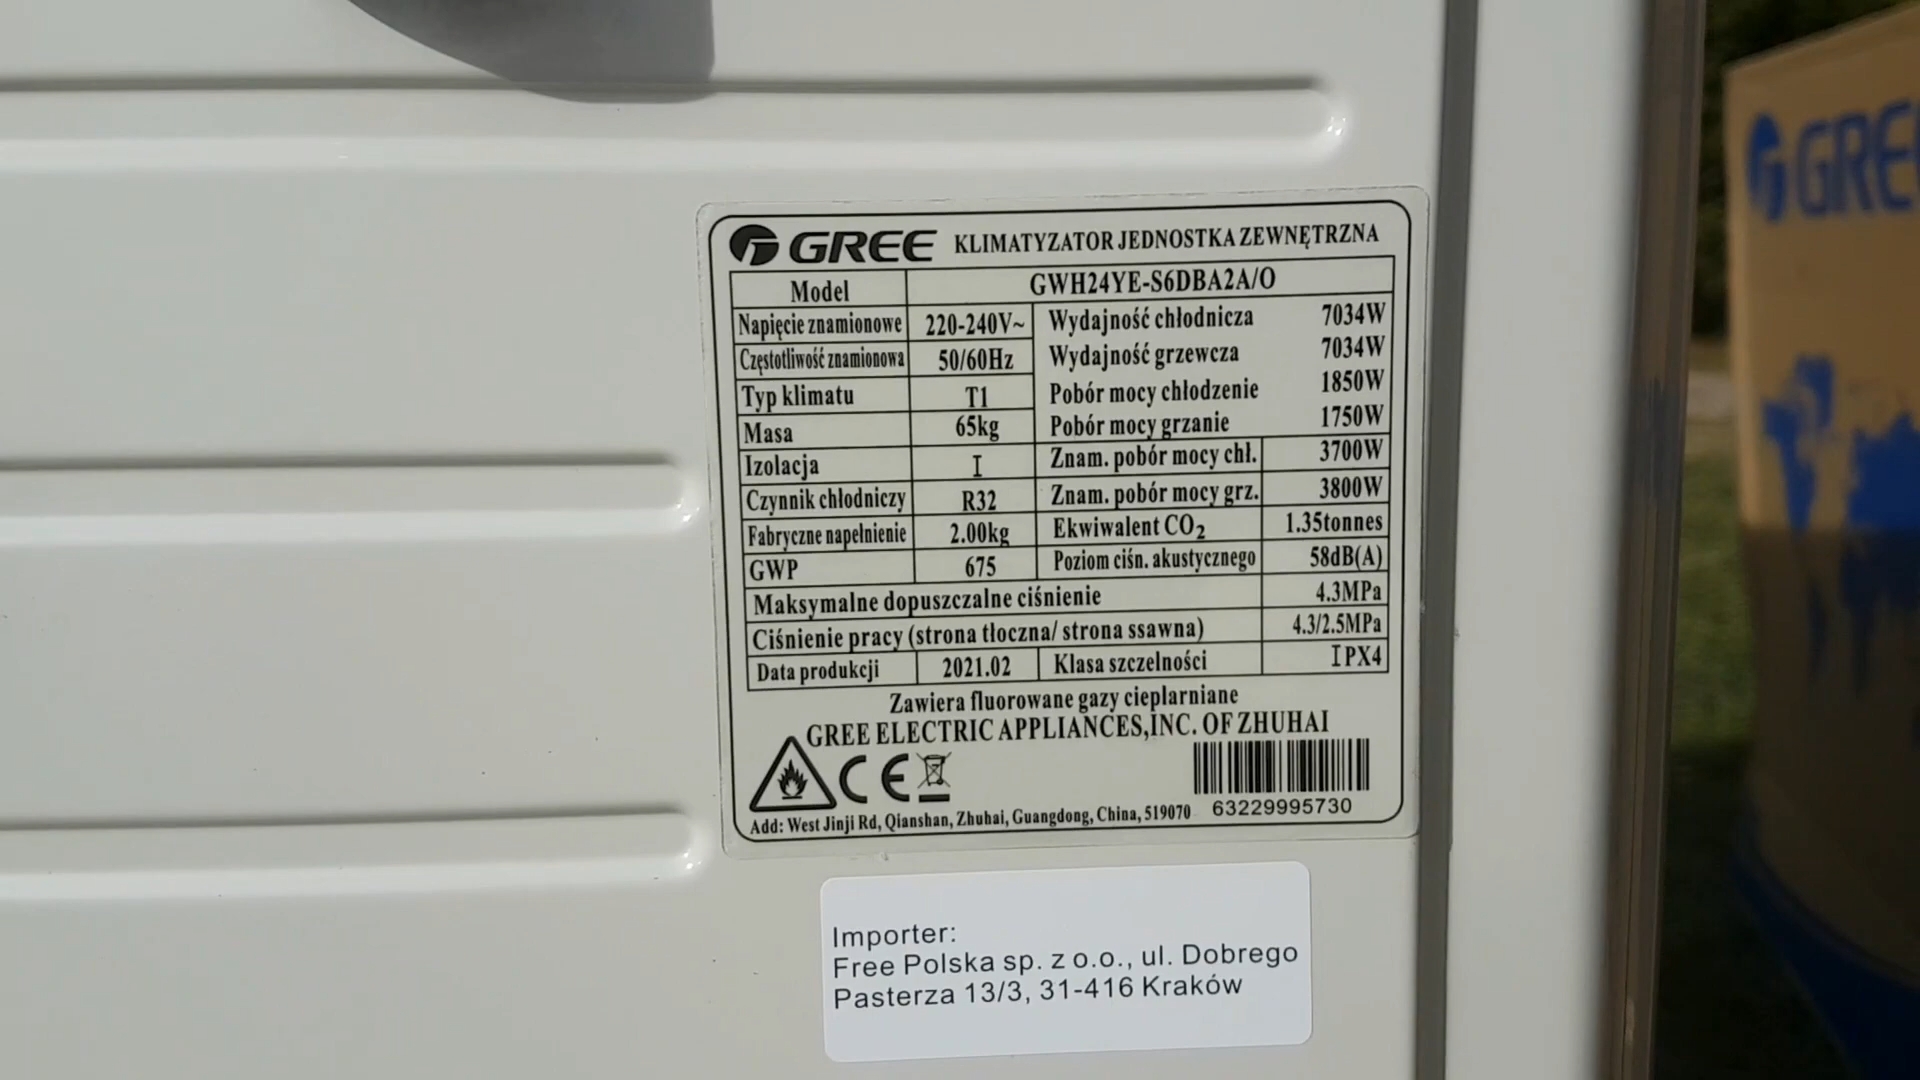 GREE KLIMATYZATOR JEDNOSTKA ZEWNĘTRZNA
Model GWH24YE-S6DBA2A/O
Napięcie znamionowe 220-240V~ Wydajność chłodnicza 7034W
Częstotliwość znamionowa 50/60Hz Wydajność grzewcza 7034W
Typ klimatu T1 Pobór mocy chłodzenie 1850W
Masa 65kg Pobór mocy grzanie 1750W
Izolacja I Znam. pobór mocy chł. 3700W
Czynnik chłodniczy R32 Znam. pobór mocy grz. 3800W
Fabryczne napełnienie 2.00kg Ekwiwalent CO2 1.35tonnes
GWP 675 Poziom ciśn. akustycznego 58dB(A)
Maksymalne dopuszczalne ciśnienie 4.3MPa
Ciśnienie pracy (strona tłoczna/ strona ssawna) 4.3/2.5MPa
Data produkcji 2021.02 Klasa szczelności IPX4
Zawiera fluorowane gazy cieplarniane
GREE ELECTRIC APPLIANCES,INC. OF ZHUHAI
CE
Add: West Jinji Rd, Qianshan, Zhuhai, Guangdong, China, 519070 63229995730
Importer:
Free Polska sp. z o.o., ul. Dobrego
Pasterza 13/3, 31-416 Kraków
GREE